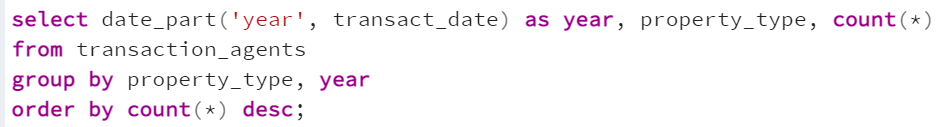 select date_part('year', transact_date) as year, property_type, count(*)
from transaction_agents
group by property_type, year
order by count(*) desc;